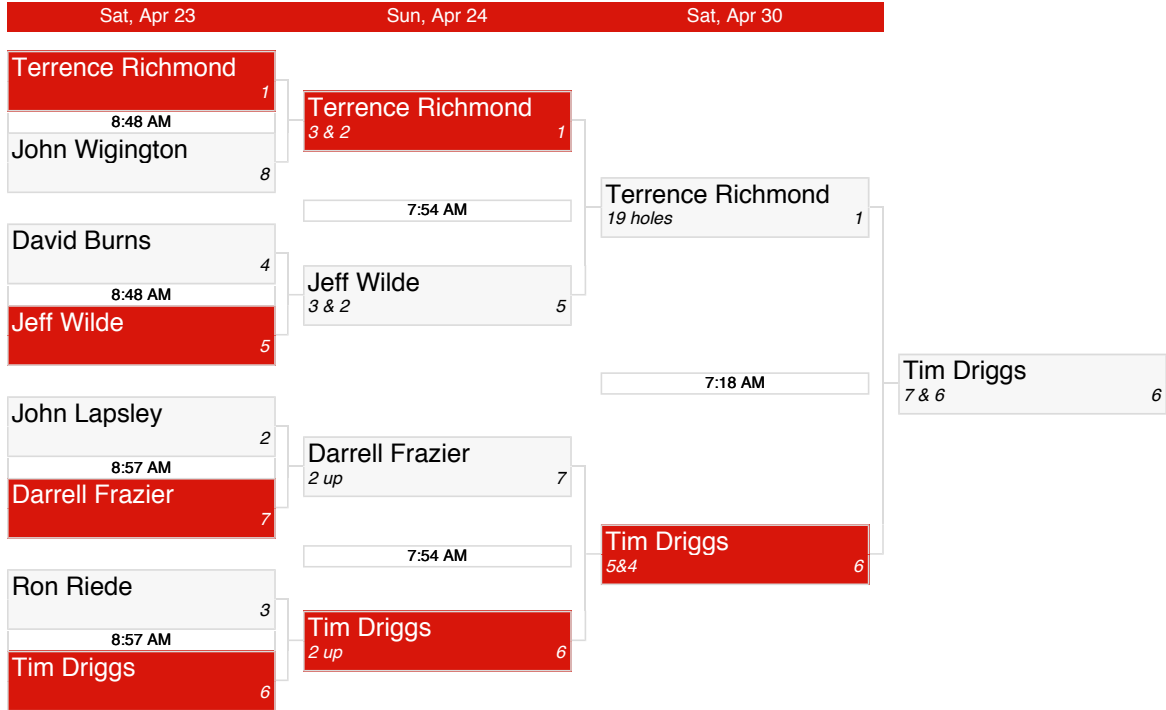 Sat, Apr 23
Sun, Apr 24
Sat, Apr 30
Terrence Richmond
1
8:48 AM
John Wigington
8
David Burns
4
8:48 AM
Jeff Wilde
5
John Lapsley
2
8:57 AM
Darrell Frazier
7
Ron Riede
3
8:57 AM
Tim Driggs
6
Terrence Richmond
3 & 2 1
7:54 AM
Jeff Wilde
3 & 2 5
Darrell Frazier
2 up 7
7:54 AM
Tim Driggs
2 up 6
Terrence Richmond
19 holes 1
7:18 AM
Tim Driggs
5&4 6
Tim Driggs
7 & 6 6